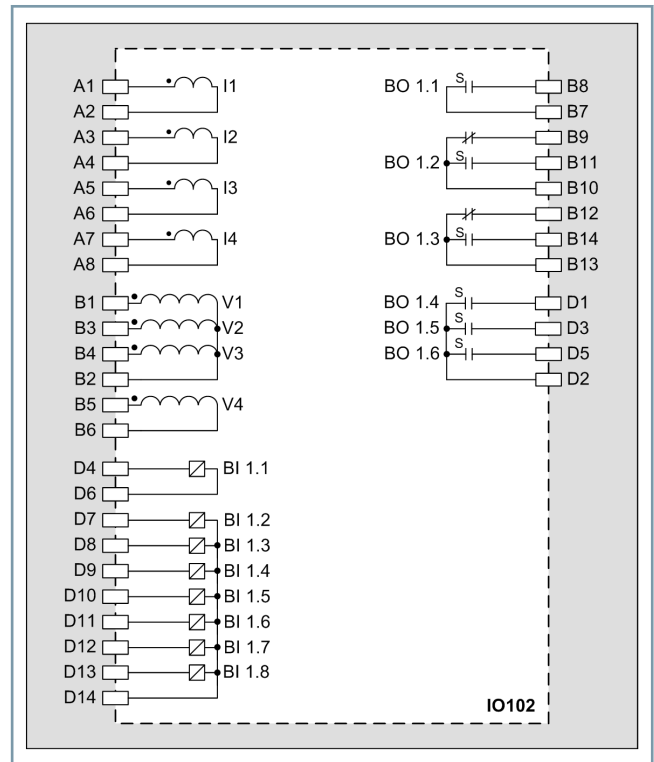 A1 I1 BO 1.1 S B8
A2 B7
A3 I2 B9
A4 BO 1.2 S B11
A5 I3 B10
A6 B12
A7 I4 BO 1.3 S B14
A8 B13
B1 V1 BO 1.4 S D1
B3 V2 BO 1.5 S D3
B4 V3 BO 1.6 S D5
B2 D2
B5 V4
B6
D4 BI 1.1
D6
D7 BI 1.2
D8 BI 1.3
D9 BI 1.4
D10 BI 1.5
D11 BI 1.6
D12 BI 1.7
D13 BI 1.8
D14
IO102